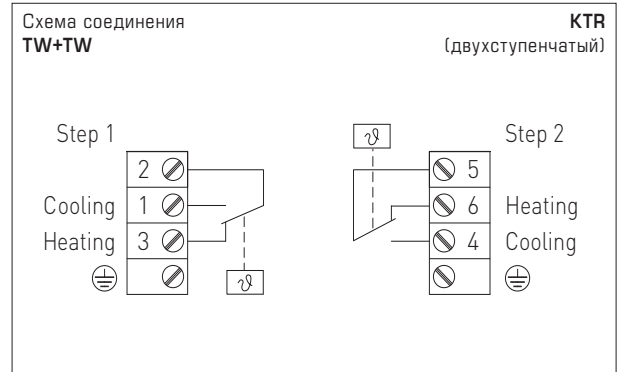 Схема соединения
TW+TW
KTR
(двухступенчатый)
Step 1
2
Cooling 1
Heating 3
ϑ
ϑ
Step 2
5
6 Heating
4 Cooling